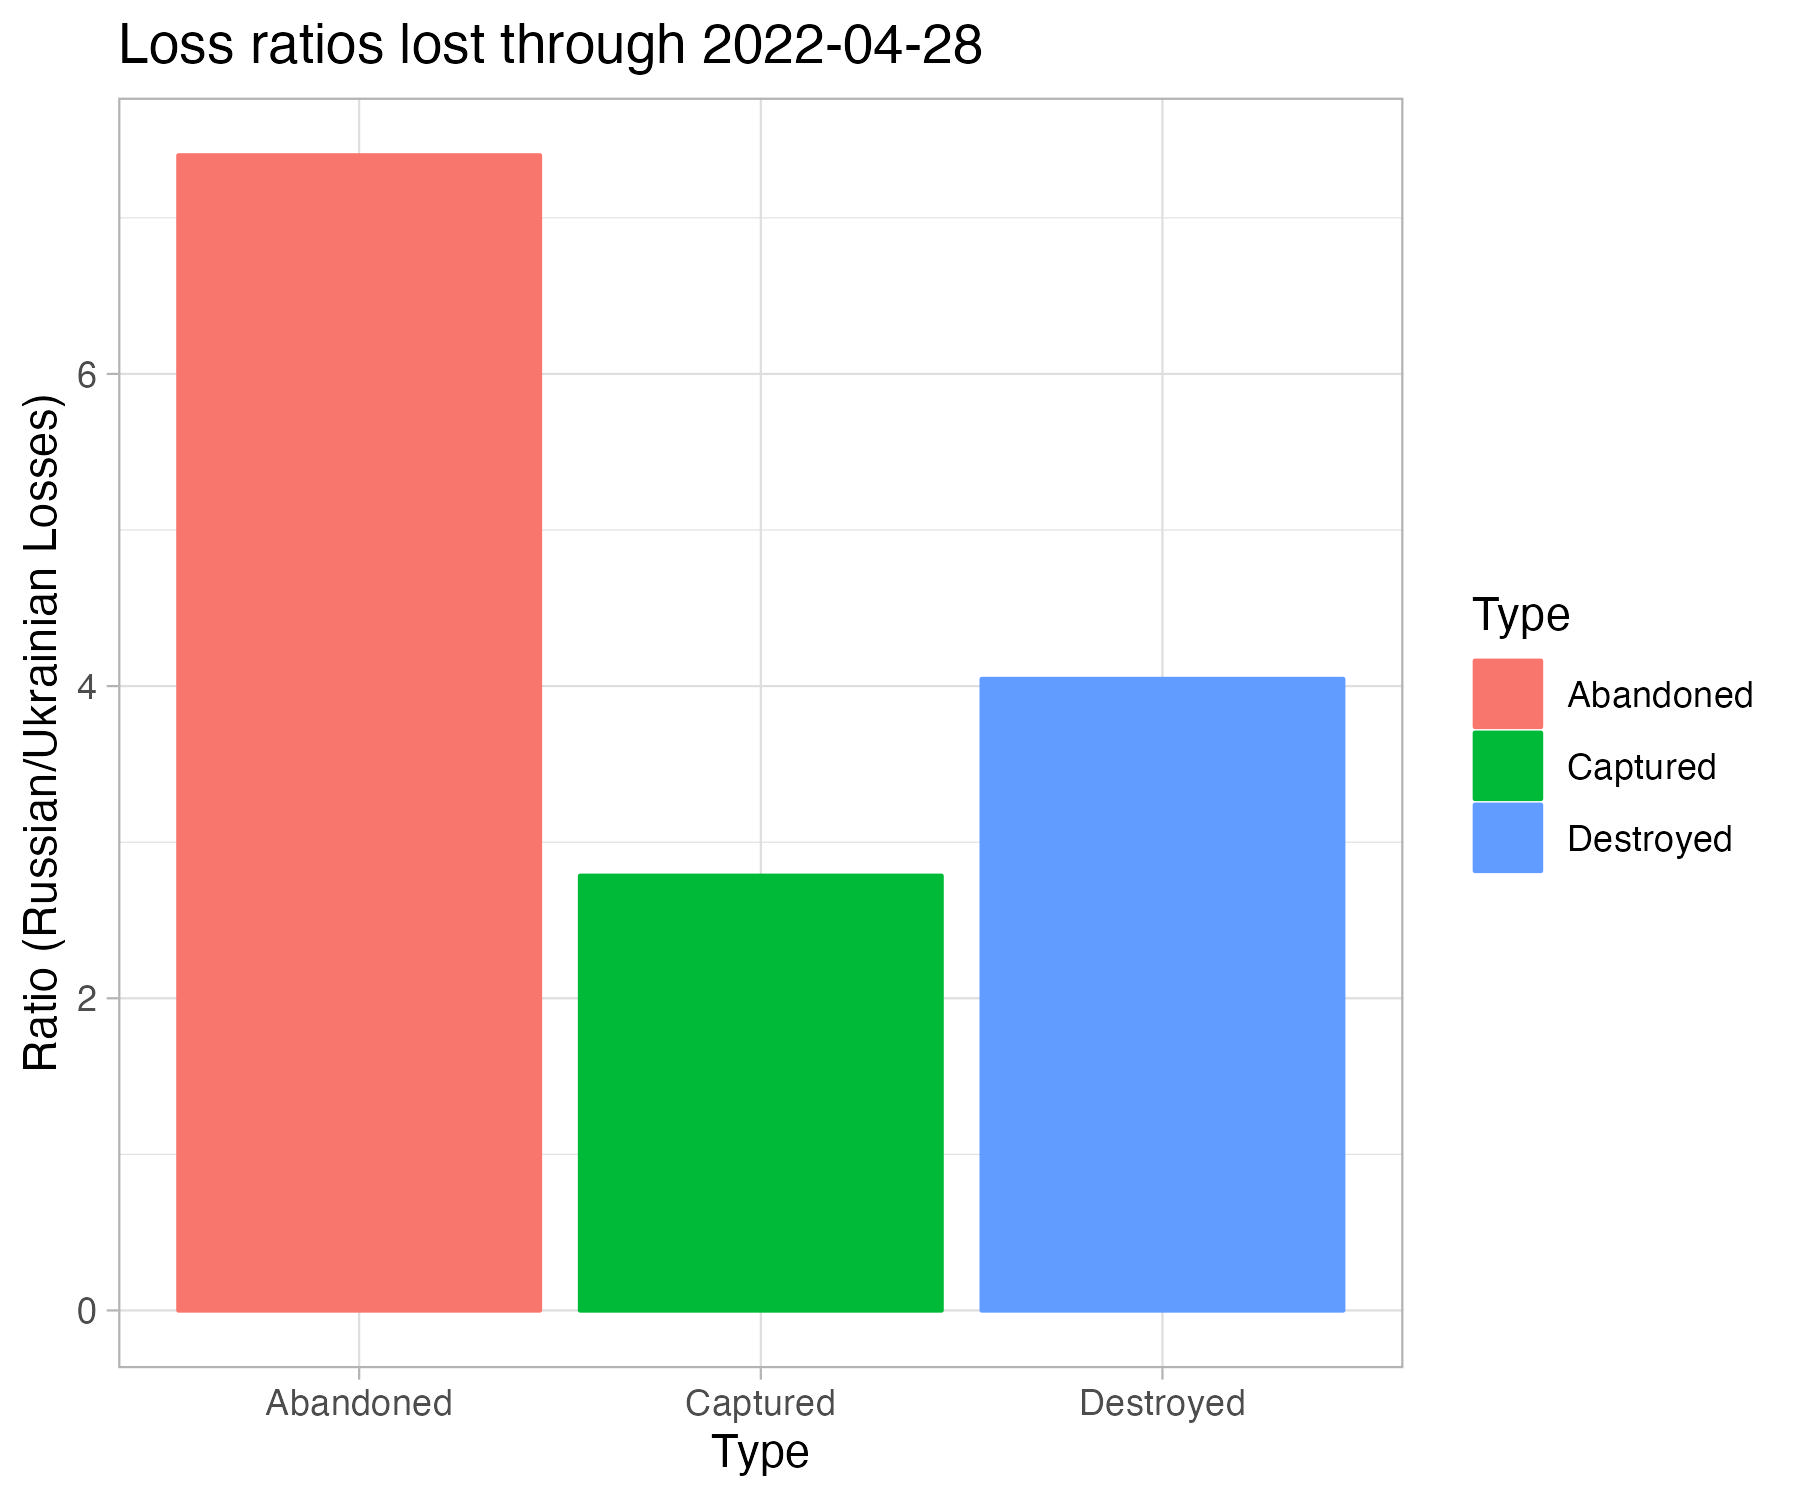 Loss ratios lost through 2022-04-28
Ratio (Russian/Ukrainian Losses)
6
4
2
0
Abandoned
Captured
Destroyed
Type
Type
Abandoned
Captured
Destroyed